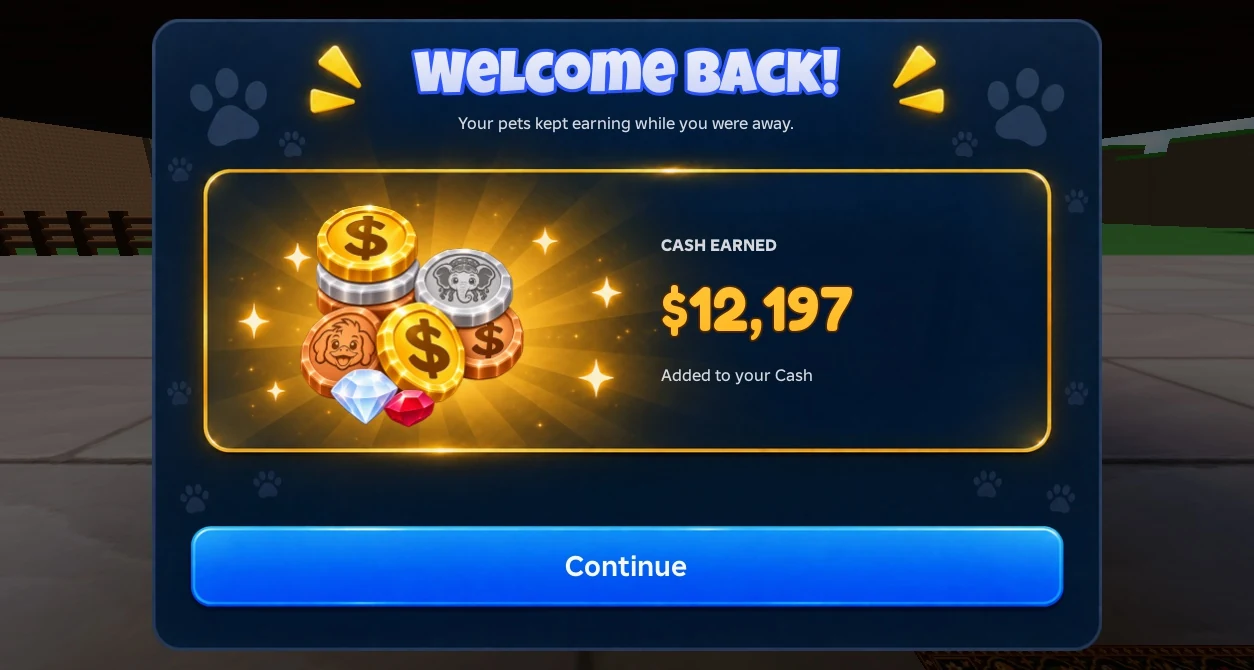 Welcome Back!
Your pets kept earning while you were away.
CASH EARNED
$12,197
Added to your Cash
$
$
$
Continue